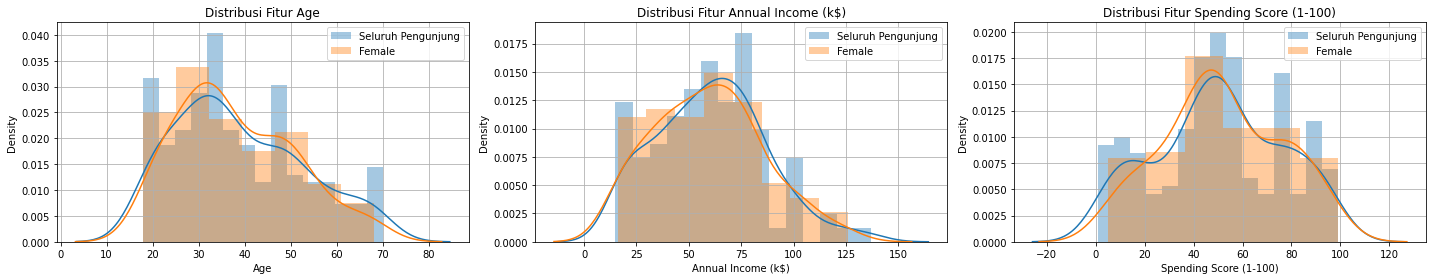 Distribusi Fitur Age
Seluruh Pengunjung
Female
Density
0.040
0.035
0.030
0.025
0.020
0.015
0.010
0.005
0.000
0 10 20 30 40 50 60 70 80
Age
Distribusi Fitur Annual Income (k$)
Seluruh Pengunjung
Female
Density
0.0175
0.0150
0.0125
0.0100
0.0075
0.0050
0.0025
0.0000
0 25 50 75 100 125 150
Annual Income (k$)
Distribusi Fitur Spending Score (1-100)
Seluruh Pengunjung
Female
Density
0.0200
0.0175
0.0150
0.0125
0.0100
0.0075
0.0050
0.0025
0.0000
−20 0 20 40 60 80 100 120
Spending Score (1-100)